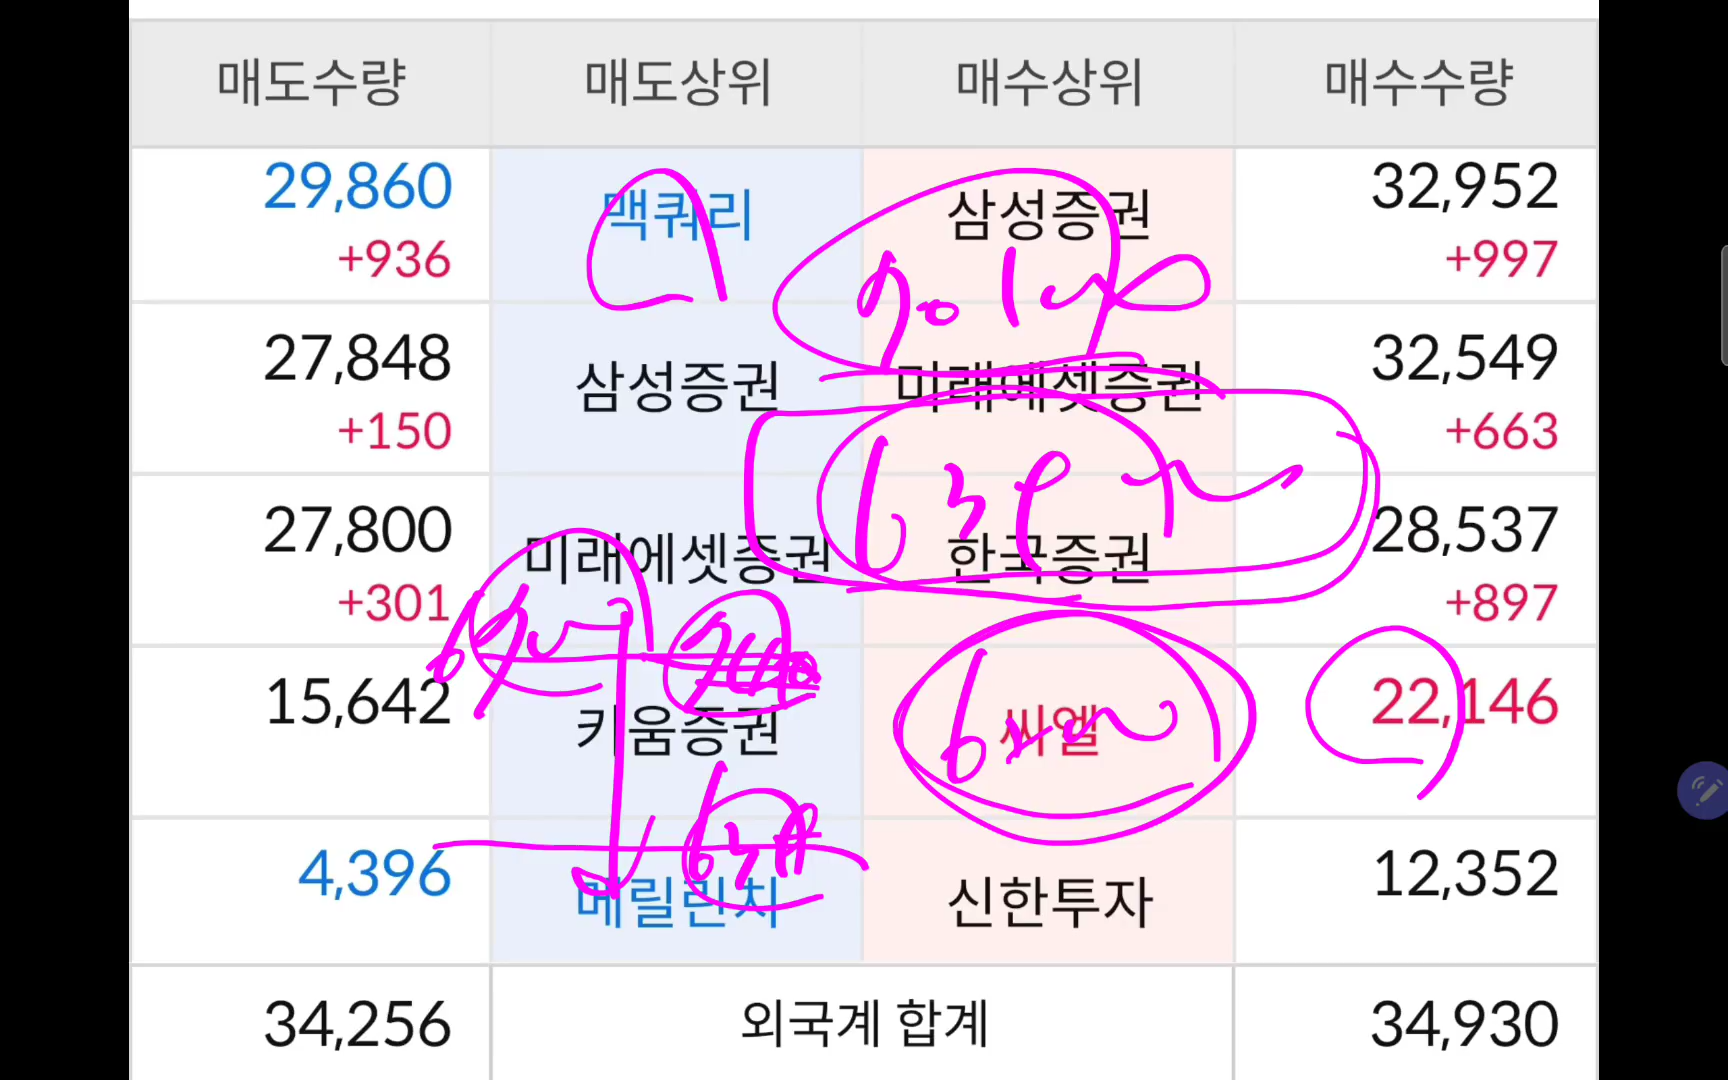 매도수량 매도상위 매수상위 매수수량
29,860 맥쿼리 삼성증권 32,952
+936 +997
27,848 삼성증권 미래에셋증권 32,549
+150 +663
27,800 미래에셋증권 한국증권 28,537
+301 +897
15,642 키움증권 씨엘 22,146
4,396 메릴린치 신한투자 12,352
34,256 외국계 합계 34,930